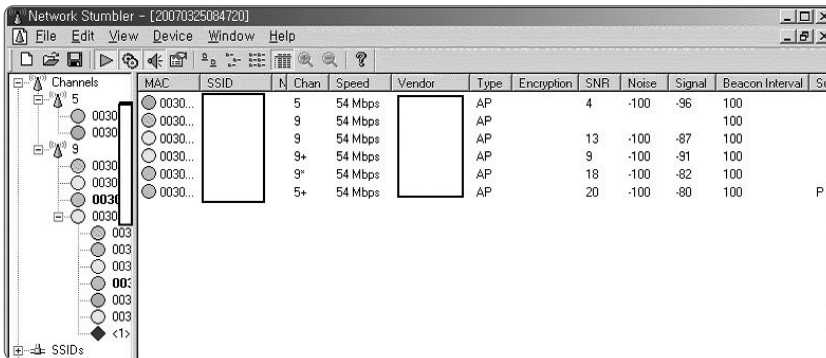 Network Stumbler - [20070325084720]
File Edit View Device Window Help
Channels
5
0030
0030
9
0030
0030
0030
0030
003
003
003
003
003
003
<1>
SSIDs
MAC SSID N Chan Speed Vendor Type Encryption SNR Noise Signal Beacon Interval
0030... 5 54 Mbps AP 4 -100 -96 100
0030... 9 54 Mbps AP 100
0030... 9 54 Mbps AP 13 -100 -87 100
0030... 9+ 54 Mbps AP 9 -100 -91 100
0030... 9* 54 Mbps AP 18 -100 -82 100
0030... 5+ 54 Mbps AP 20 -100 -80 100 P